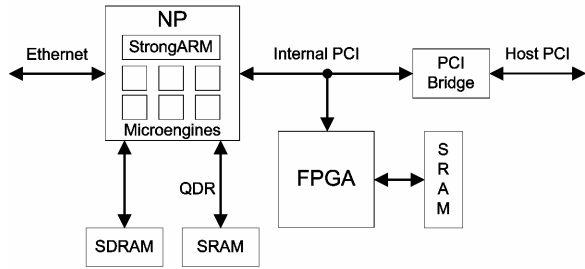 NP
StrongARM
Microengines
Ethernet
Internal PCI
PCI
Bridge
Host PCI
FPGA
S
R
A
M
QDR
SDRAM
SRAM